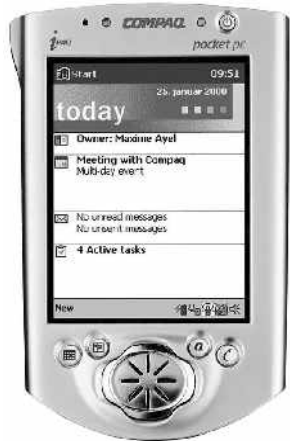 COMPAQ
iPAQ
pocket pc
Start 09:51
25. januar 2000
today
Owner: Maxime Ayel
Meeting with Compaq
Multi-day event
No unread messages
No unsent messages
4 Active tasks
New